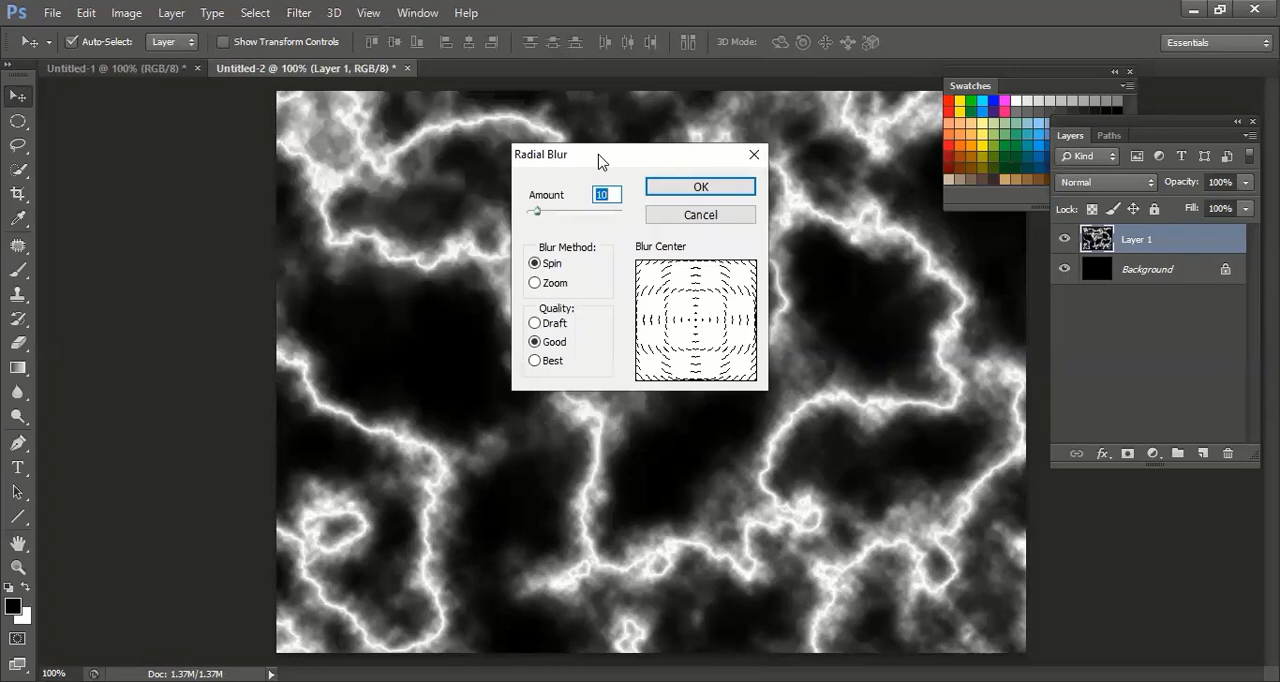 Ps File Edit Image Layer Type Select Filter 3D View Window Help
Auto-Select: Layer Show Transform Controls 3D Mode: Essentials
Untitled-1 @ 100% (RGB/8) * × Untitled-2 @ 100% (Layer 1, RGB/8) * ×
Swatches
Layers Paths
Kind
Normal Opacity: 100%
Lock: Fill: 100%
Layer 1
Background
fx
Radial Blur
Amount 10
OK
Cancel
Blur Method:
Spin
Zoom
Quality:
Draft
Good
Best
Blur Center
T
100% Doc: 1.37M/1.37M